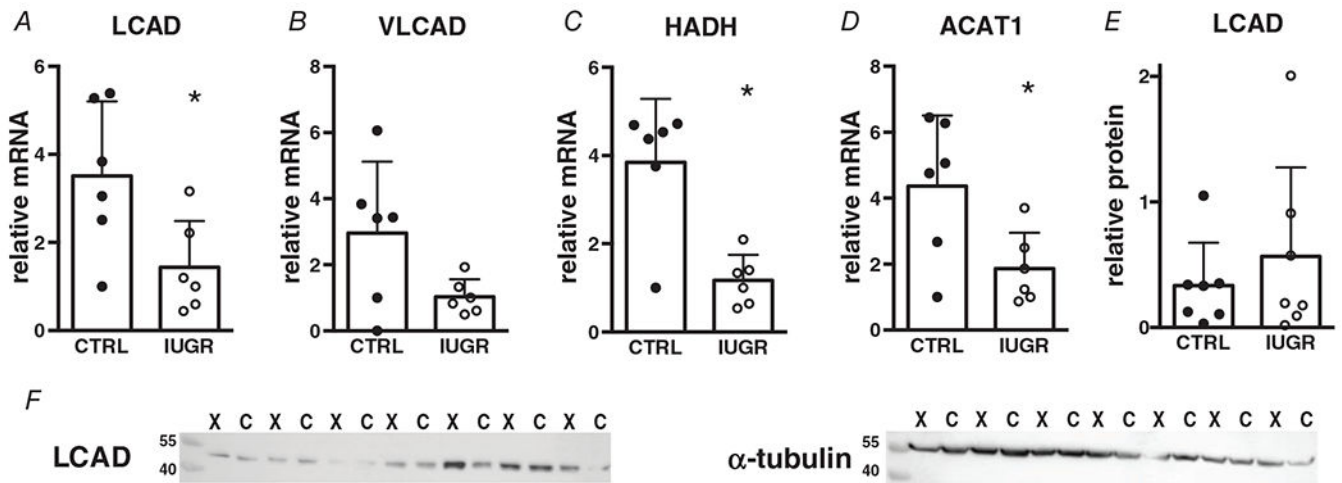 A LCAD
relative mRNA
6
4
2
0
CTRL IUGR
*
B VLCAD
relative mRNA
8
6
4
2
0
CTRL IUGR
C HADH
relative mRNA
6
4
2
0
CTRL IUGR
*
D ACAT1
relative mRNA
8
6
4
2
0
CTRL IUGR
*
E LCAD
relative protein
2
1
0
CTRL IUGR
F
X C X C X C X C X C X C X C
LCAD
55
40
X C X C X C X C X C X C X C
α-tubulin
55
40